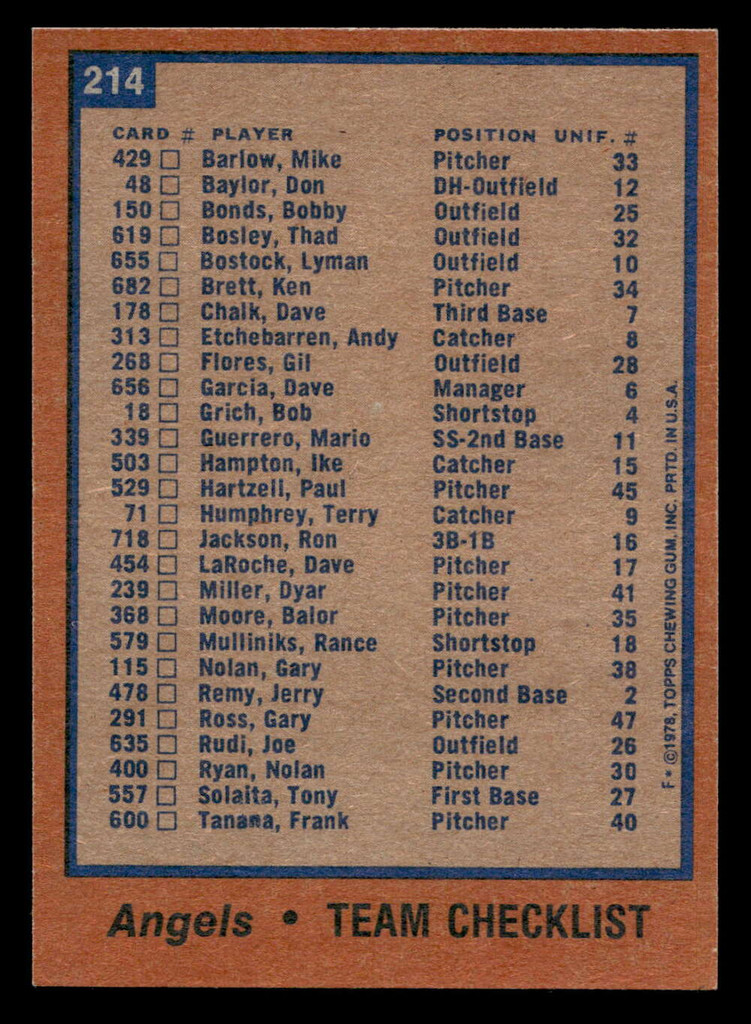 214
CARD # PLAYER POSITION UNIF. #
429 □ Barlow, Mike Pitcher 33
48 □ Baylor, Don DH-Outfield 12
150 □ Bonds, Bobby Outfield 25
619 □ Bosley, Thad Outfield 32
655 □ Bostock, Lyman Outfield 10
682 □ Brett, Ken Pitcher 34
178 □ Chalk, Dave Third Base 7
313 □ Etchebarren, Andy Catcher 8
268 □ Flores, Gil Outfield 28
656 □ Garcia, Dave Manager 6
18 □ Grich, Bob Shortstop 4
339 □ Guerrero, Mario SS-2nd Base 11
503 □ Hampton, Ike Catcher 15
529 □ Hartzell, Paul Pitcher 45
71 □ Humphrey, Terry Catcher 9
718 □ Jackson, Ron 3B-1B 16
454 □ LaRoche, Dave Pitcher 17
239 □ Miller, Dyar Pitcher 41
368 □ Moore, Balor Pitcher 35
579 □ Mulliniks, Rance Shortstop 18
115 □ Nolan, Gary Pitcher 38
478 □ Remy, Jerry Second Base 2
291 □ Ross, Gary Pitcher 47
635 □ Rudi, Joe Outfield 26
400 □ Ryan, Nolan Pitcher 30
557 □ Solaita, Tony First Base 27
600 □ Tanana, Frank Pitcher 40
F* ©1978, TOPPS CHEWING GUM, INC. PRTD. IN U.S.A.
Angels • TEAM CHECKLIST